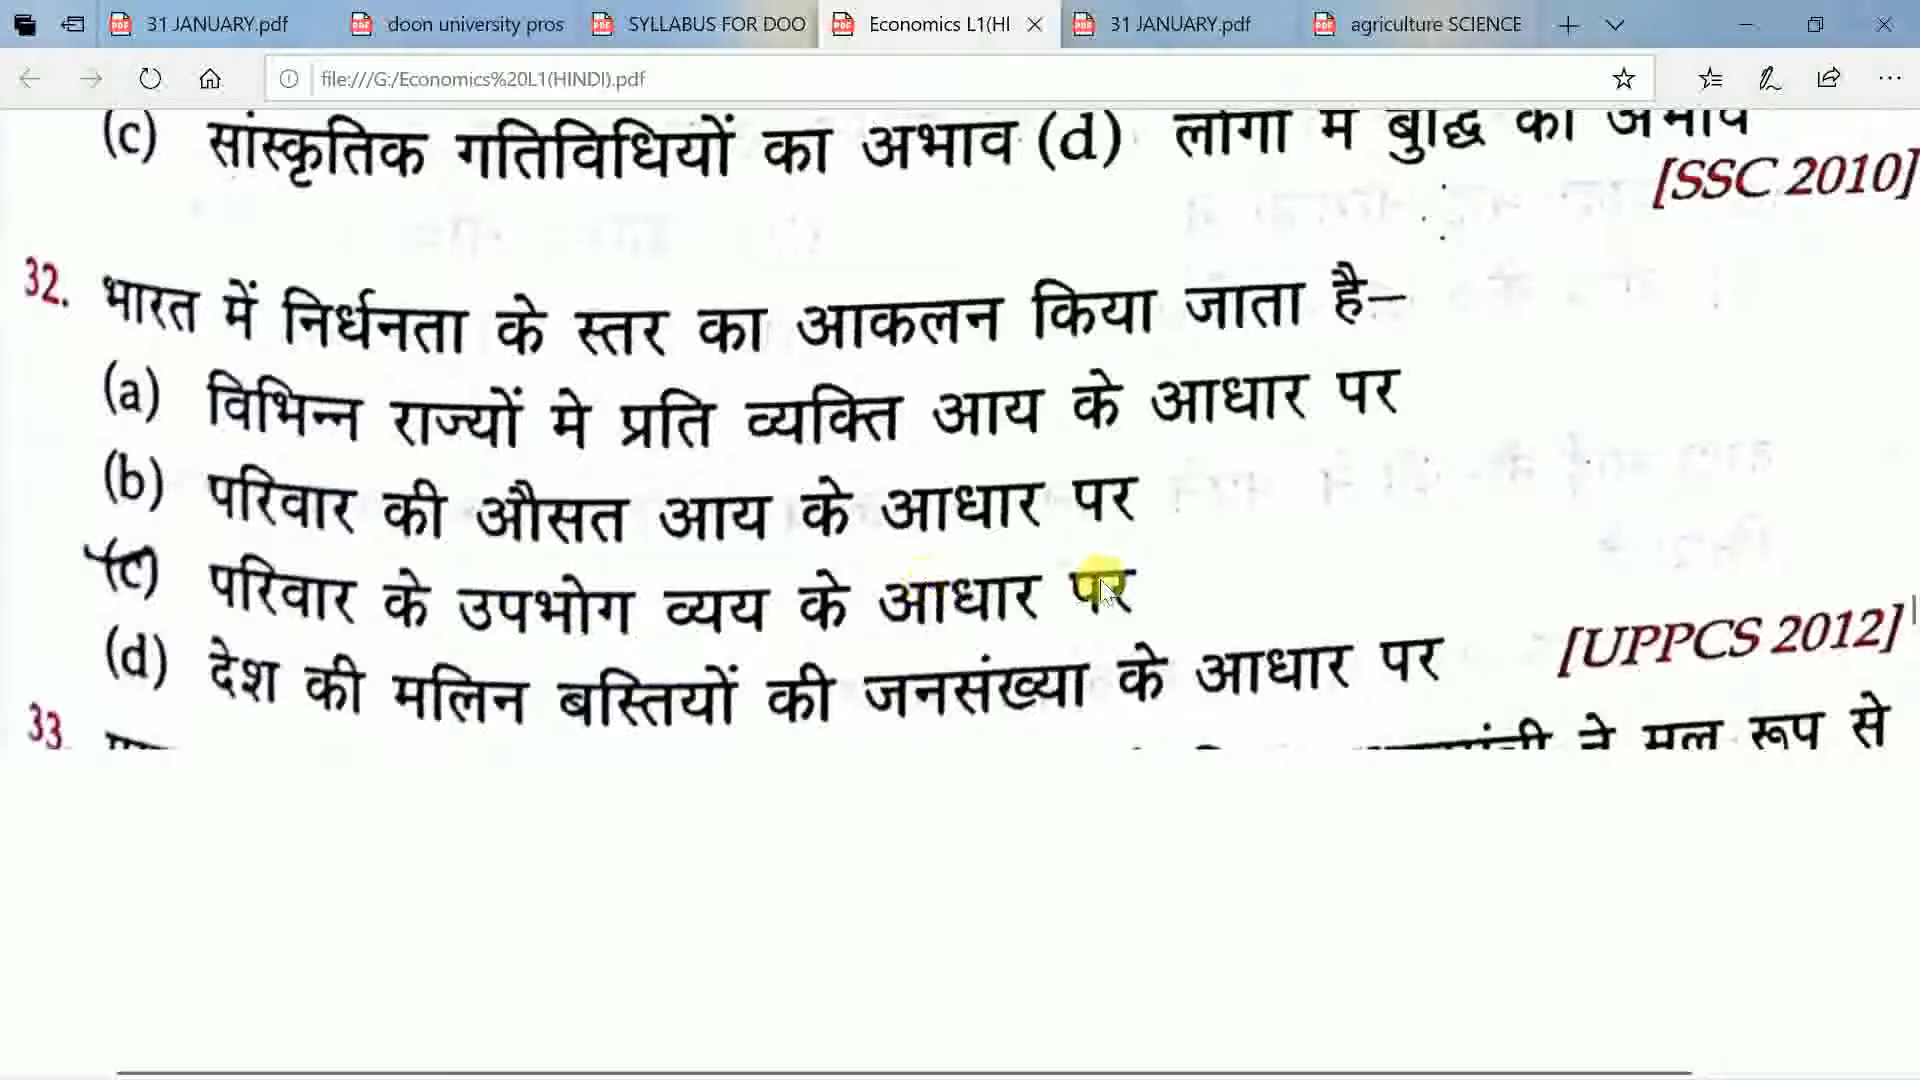 31 JANUARY.pdf
doon university pros
SYLLABUS FOR DOO
Economics L1(HI
31 JANUARY.pdf
agriculture SCIENCE
file:///G:/Economics%20L1(HINDI).pdf
(c) सांस्कृतिक गतिविधियों का अभाव (d) लोगों में बुद्धि का अभाव
[SSC 2010]
32. भारत में निर्धनता के स्तर का आकलन किया जाता है–
(a) विभिन्न राज्यों मे प्रति व्यक्ति आय के आधार पर
(b) परिवार की औसत आय के आधार पर
(c) परिवार के उपभोग व्यय के आधार पर
(d) देश की मलिन बस्तियों की जनसंख्या के आधार पर [UPPCS 2012]
33 ने मूल रूप से